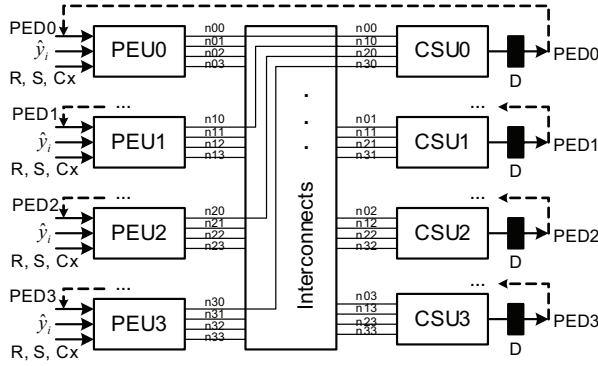 PED0
ŷi
R, S, Cx
PEU0
n00
n01
n02
n03
n00
n10
n20
n30
CSU0
D
PED0
PED1
...
ŷi
R, S, Cx
PEU1
n10
n11
n12
n13
n01
n11
n21
n31
CSU1
...
D
PED1
PED2
...
ŷi
R, S, Cx
PEU2
n20
n21
n22
n23
n02
n12
n22
n32
CSU2
...
D
PED2
PED3
...
ŷi
R, S, Cx
PEU3
n30
n31
n32
n33
n03
n13
n23
n33
CSU3
...
D
PED3
Interconnects